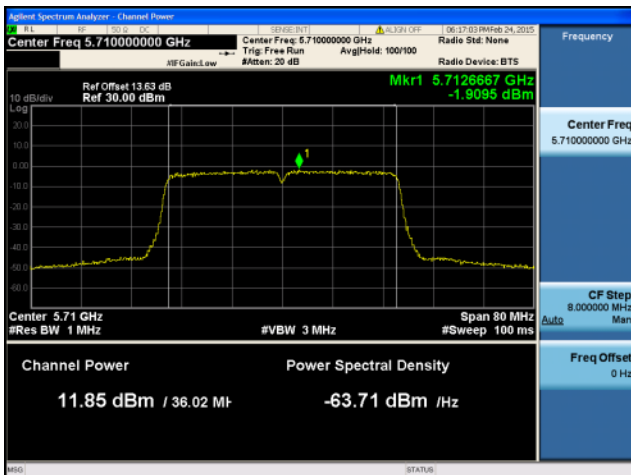 Agilent Spectrum Analyzer - Channel Power
RL RF 50 Ω DC SENSE:INT ALIGN OFF 06:17:03 PM Feb 24, 2015
Center Freq 5.710000000 GHz Center Freq: 5.710000000 GHz Radio Std: None
Trig: Free Run Avg|Hold: 100/100
#IFGain:Low #Atten: 20 dB Radio Device: BTS
Frequency
Mkr1 5.7126667 GHz
-1.9095 dBm
Ref Offset 13.63 dB
10 dB/div Ref 30.00 dBm
Log
20.0
10.0
0.00
-10.0
-20.0
-30.0
-40.0
-50.0
-60.0
1
Center Freq
5.710000000 GHz
Center 5.71 GHz Span 80 MHz
#Res BW 1 MHz #VBW 3 MHz #Sweep 100 ms
CF Step
8.000000 MHz
Auto Man
Channel Power Power Spectral Density
11.85 dBm / 36.02 MH -63.71 dBm /Hz
Freq Offset
0 Hz
MSG STATUS